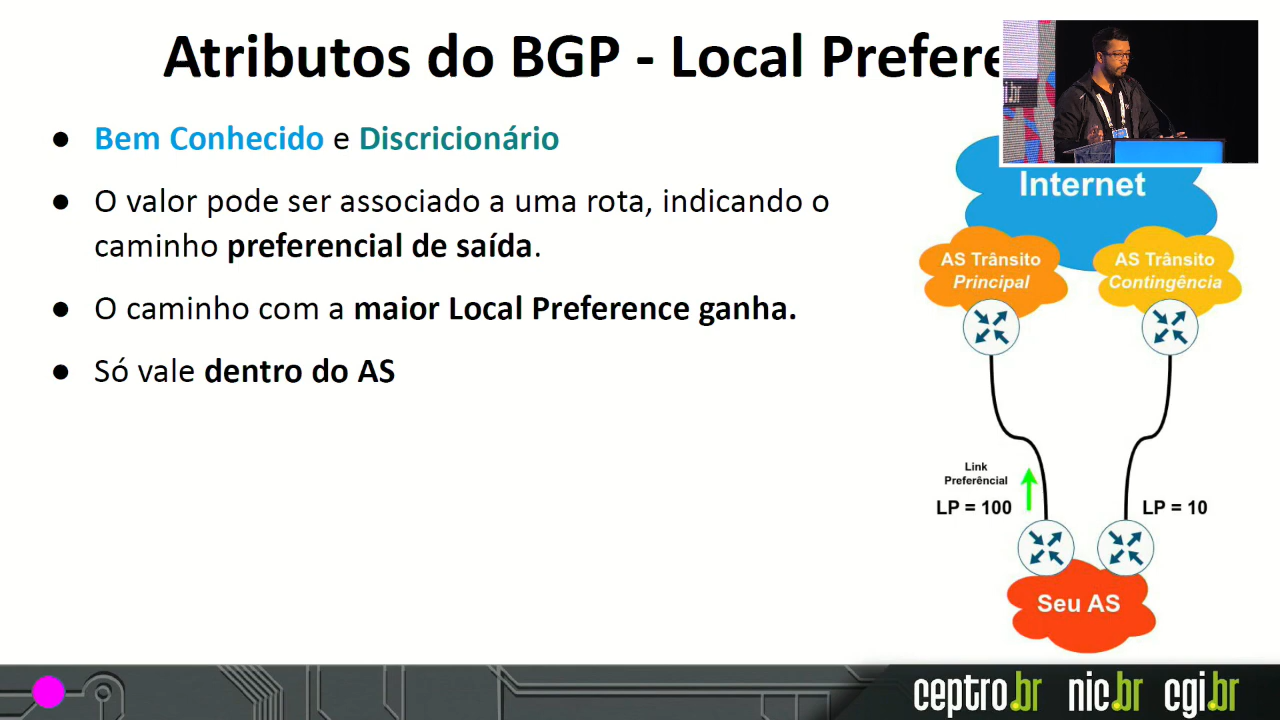 Atributos do BGP - Local Prefere
Bem Conhecido e Discricionário
O valor pode ser associado a uma rota, indicando o
caminho preferencial de saída.
O caminho com a maior Local Preference ganha.
Só vale dentro do AS
Internet
AS Trânsito
Principal
AS Trânsito
Contingência
Link
Preferêncial
LP = 100
LP = 10
Seu AS
ceptro.br nic.br cgi.br